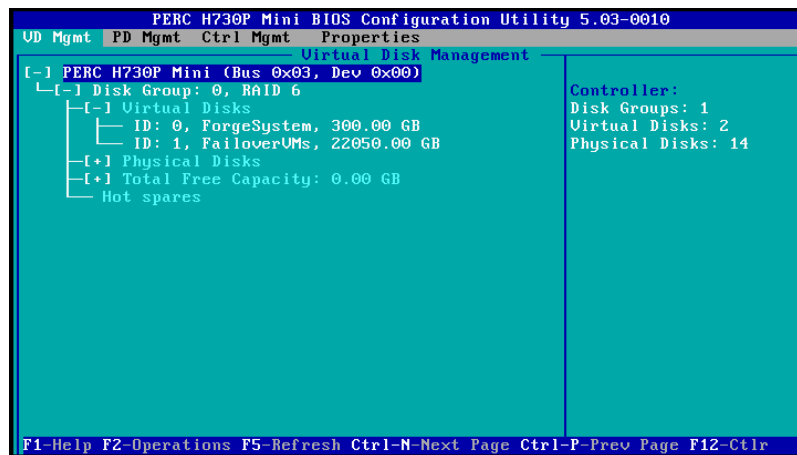 PERC H730P Mini BIOS Configuration Utility 5.03-0010
VD Mgmt PD Mgmt Ctrl Mgmt Properties
Virtual Disk Management
[-] PERC H730P Mini (Bus 0x03, Dev 0x00)
[-] Disk Group: 0, RAID 6
[-] Virtual Disks
ID: 0, ForgeSystem, 300.00 GB
ID: 1, FailoverVMs, 22050.00 GB
[+] Physical Disks
[+] Total Free Capacity: 0.00 GB
Hot spares
Controller:
Disk Groups: 1
Virtual Disks: 2
Physical Disks: 14
F1-Help F2-Operations F5-Refresh Ctrl-N-Next Page Ctrl-P-Prev Page F12-Ctlr